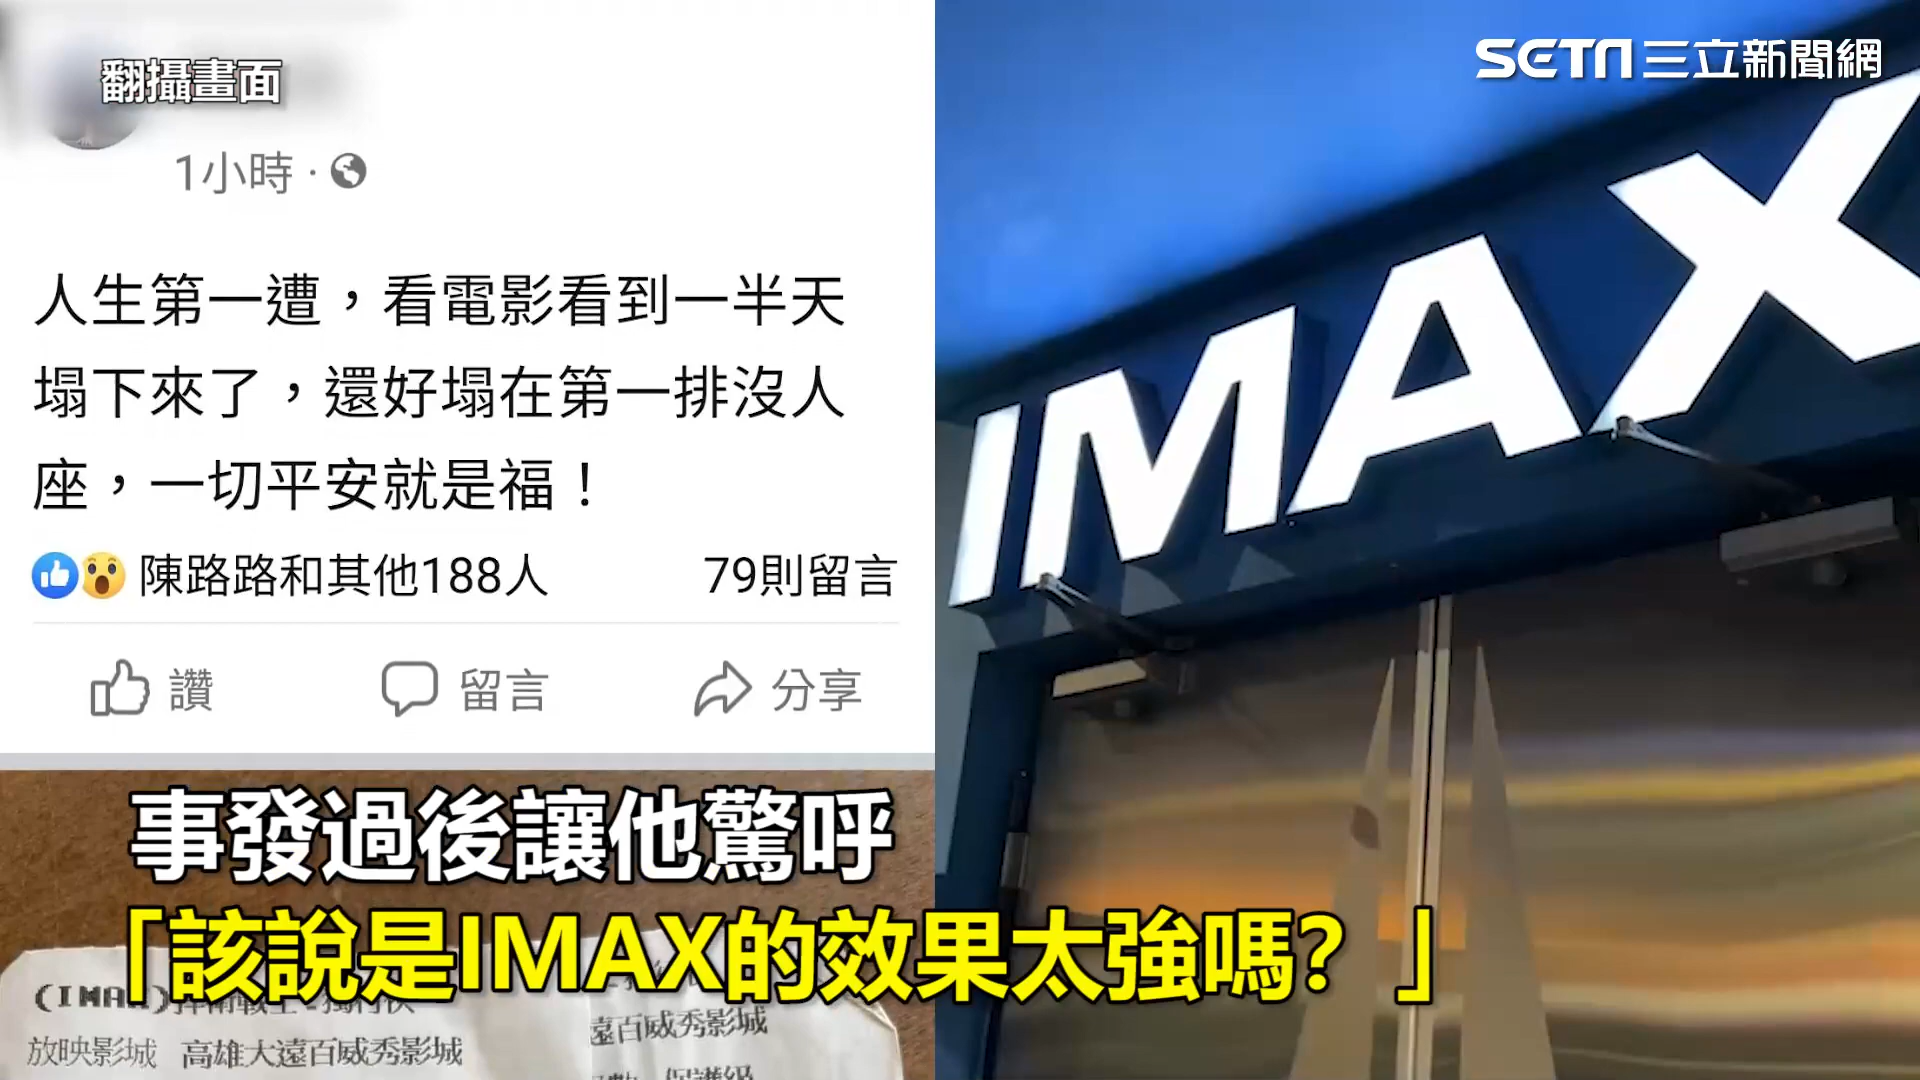 翻攝畫面
1小時
人生第一遭，看電影看到一半天
塌下來了，還好塌在第一排沒人
座，一切平安就是福！
陳路路和其他188人 79則留言
讚 留言 分享
SETN三立新聞網
IMAX
事發過後讓他驚呼
「該說是IMAX的效果太強嗎？」
(IMAX)
放映影城 高雄大遠百威秀影城
遠百威秀影城
保護級